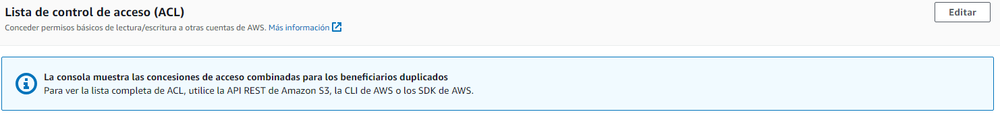 Lista de control de acceso (ACL)
Editar
Conceder permisos básicos de lectura/escritura a otras cuentas de AWS. Más información
La consola muestra las concesiones de acceso combinadas para los beneficiarios duplicados
Para ver la lista completa de ACL, utilice la API REST de Amazon S3, la CLI de AWS o los SDK de AWS.